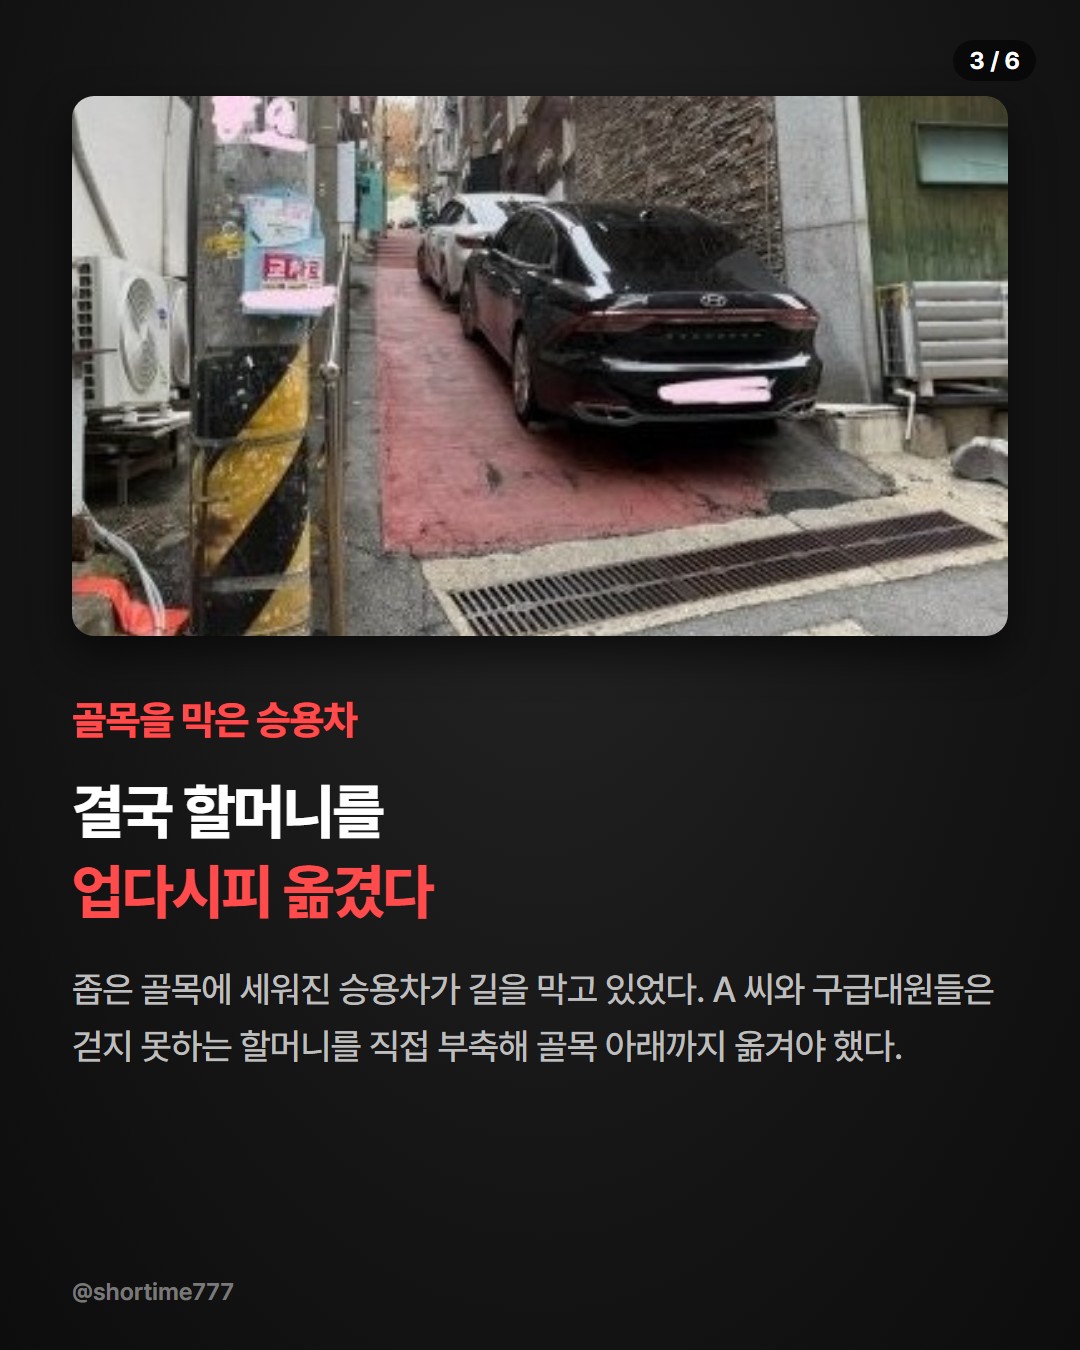 3 / 6
교차로
골목을 막은 승용차
결국 할머니를
업다시피 옮겼다
좁은 골목에 세워진 승용차가 길을 막고 있었다. A 씨와 구급대원들은
걷지 못하는 할머니를 직접 부축해 골목 아래까지 옮겨야 했다.
@shortime777